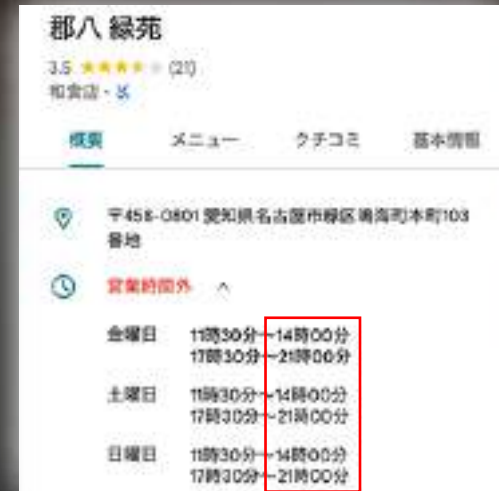 郡八 緑苑
3.5 ★★★★ (21)
和食店・
概要 メニュー クチコミ 基本情報
〒458-0801 愛知県名古屋市緑区鳴海町本町103
番地
営業時間外
金曜日 11時30分~14時00分
17時30分~21時00分
土曜日 11時30分~14時00分
17時30分~21時00分
日曜日 11時30分~14時00分
17時30分~21時00分